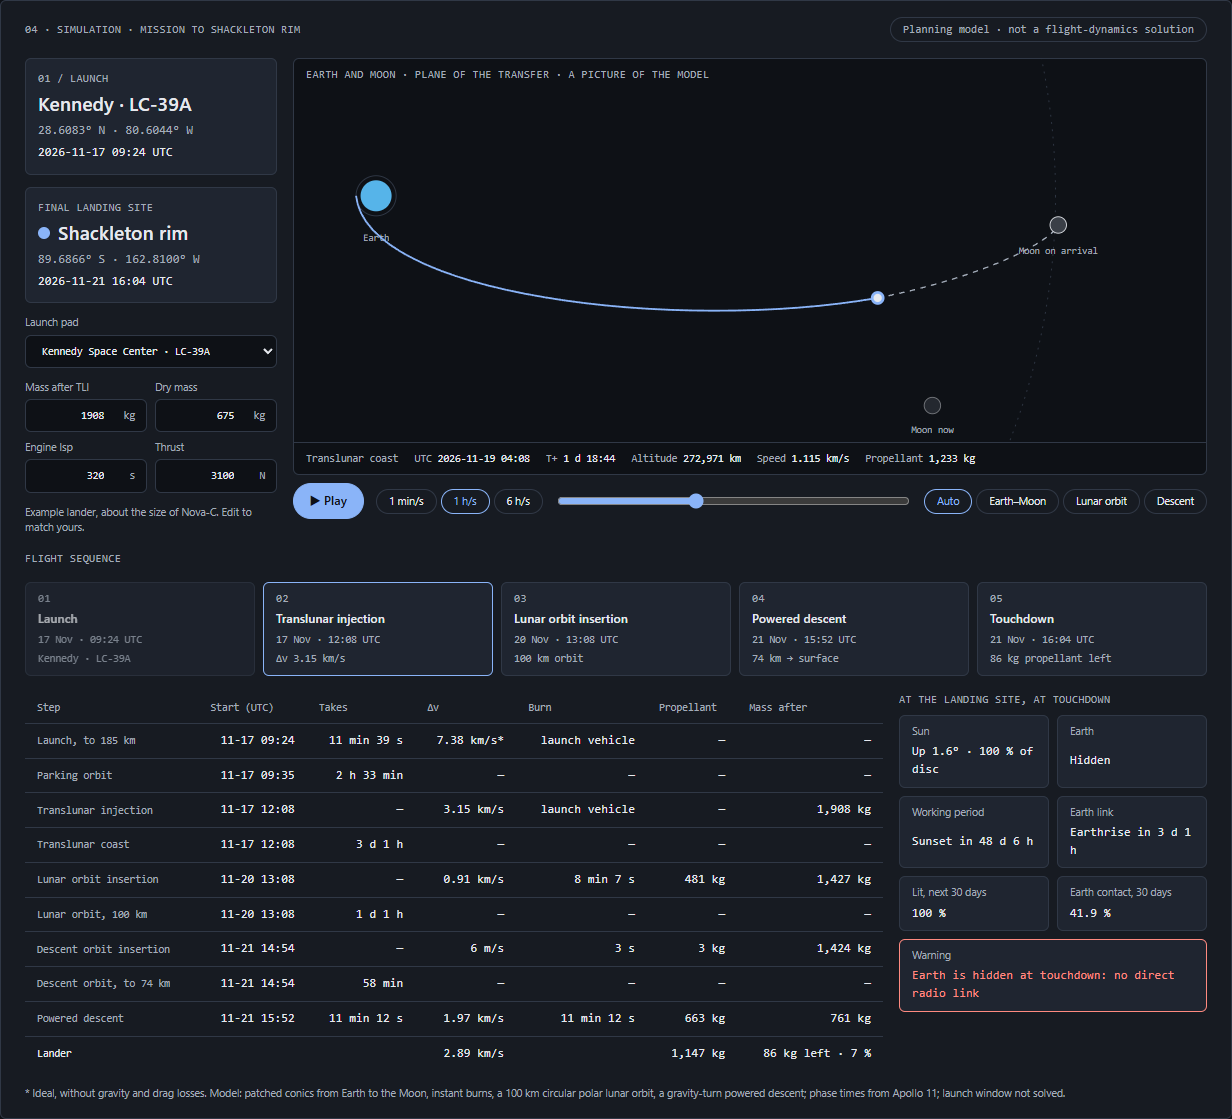 04 · SIMULATION · MISSION TO SHACKLETON RIM
Planning model · not a flight-dynamics solution
01 / LAUNCH
Kennedy · LC-39A
28.6083° N · 80.6044° W
2026-11-17 09:24 UTC
FINAL LANDING SITE
Shackleton rim
89.6866° S · 162.8100° W
2026-11-21 16:04 UTC
Launch pad
Kennedy Space Center · LC-39A
Mass after TLI
Dry mass
1908 kg
675 kg
Engine Isp
Thrust
320 s
3100 N
Example lander, about the size of Nova-C. Edit to
match yours.
EARTH AND MOON · PLANE OF THE TRANSFER · A PICTURE OF THE MODEL
Earth
Moon on arrival
Moon now
Translunar coast UTC 2026-11-19 04:08 T+ 1 d 18:44 Altitude 272,971 km Speed 1.115 km/s Propellant 1,233 kg
▶ Play 1 min/s 1 h/s 6 h/s Auto Earth–Moon Lunar orbit Descent
FLIGHT SEQUENCE
01
Launch
17 Nov · 09:24 UTC
Kennedy · LC-39A
02
Translunar injection
17 Nov · 12:08 UTC
Δv 3.15 km/s
03
Lunar orbit insertion
20 Nov · 13:08 UTC
100 km orbit
04
Powered descent
21 Nov · 15:52 UTC
74 km → surface
05
Touchdown
21 Nov · 16:04 UTC
86 kg propellant left
Step Start (UTC) Takes Δv Burn Propellant Mass after
Launch, to 185 km 11-17 09:24 11 min 39 s 7.38 km/s* launch vehicle — —
Parking orbit 11-17 09:35 2 h 33 min — — — —
Translunar injection 11-17 12:08 — 3.15 km/s launch vehicle — 1,908 kg
Translunar coast 11-17 12:08 3 d 1 h — — — —
Lunar orbit insertion 11-20 13:08 — 0.91 km/s 8 min 7 s 481 kg 1,427 kg
Lunar orbit, 100 km 11-20 13:08 1 d 1 h — — — —
Descent orbit insertion 11-21 14:54 — 6 m/s 3 s 3 kg 1,424 kg
Descent orbit, to 74 km 11-21 14:54 58 min — — — —
Powered descent 11-21 15:52 11 min 12 s 1.97 km/s 11 min 12 s 663 kg 761 kg
Lander 2.89 km/s 1,147 kg 86 kg left · 7 %
AT THE LANDING SITE, AT TOUCHDOWN
Sun
Up 1.6° · 100 % of
disc
Earth
Hidden
Working period
Sunset in 48 d 6 h
Earth link
Earthrise in 3 d 1
h
Lit, next 30 days
100 %
Earth contact, 30 days
41.9 %
Warning
Earth is hidden at touchdown: no direct
radio link
* Ideal, without gravity and drag losses. Model: patched conics from Earth to the Moon, instant burns, a 100 km circular polar lunar orbit, a gravity-turn powered descent; phase times from Apollo 11; launch window not solved.